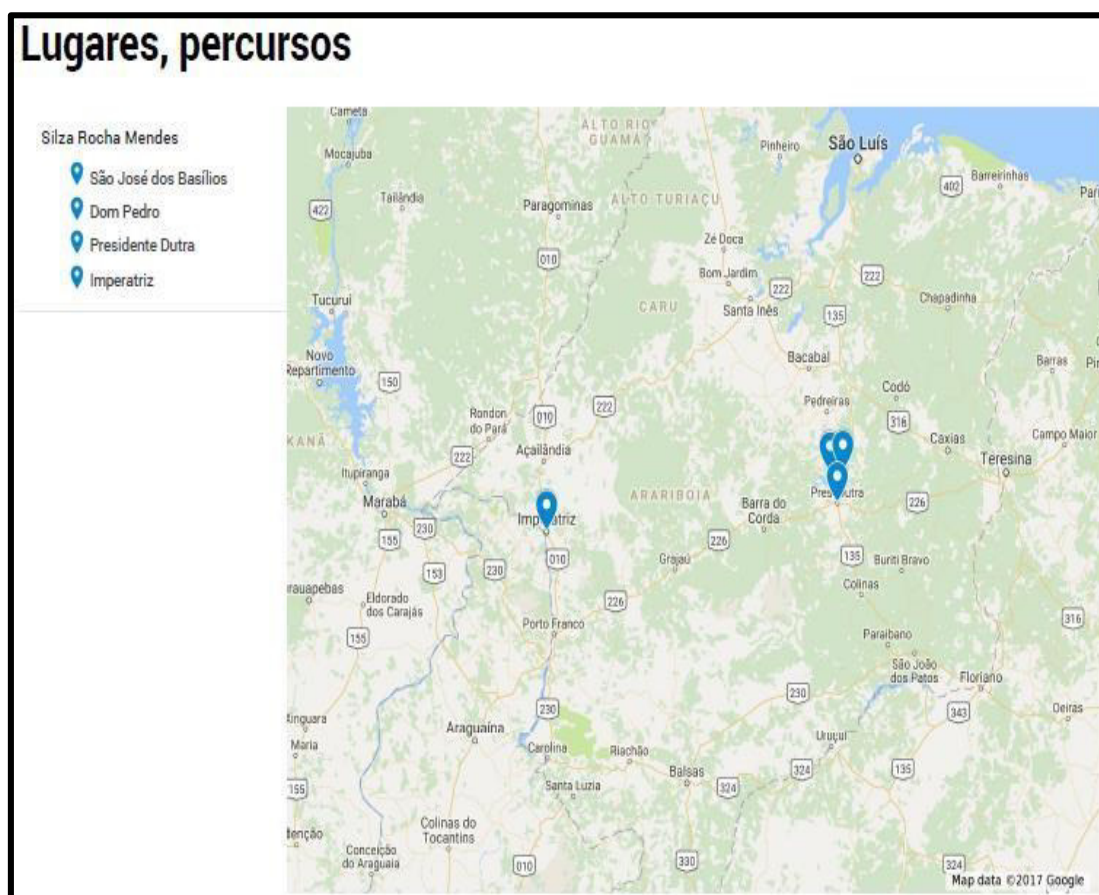 Lugares, percursos
Silza Rocha Mendes
São José dos Basílios
Dom Pedro
Presidente Dutra
Imperatriz
Cameta
ALTO RIO
GUAMÁ
Mocajuba
Pinheiro
São Luís
Barreirinhas
402
Tailândia
422
Paragominas
ALTO TURIAÇU
Zé Doca
010
Bom Jardim
222
222
Tucuruí
CARU
Santa Inês
Chapadinha
135
Novo
Repartimento
Bacabal
Barras
150
Codó
Pedreiras
Rondon
do Pará
010
222
316
Caxias
Campo Maior
222
Açailândia
Teresina
Itupiranga
ARARIBOIA
Marabá
Imperatriz
Barra do
Corda
226
230
226
155
010
135
153
230
Grajaú
Buriti Bravo
Colinas
Eldorado
dos Carajás
226
316
155
Porto Franco
Paraibano
São João
dos Patos
Floriano
230
230
343
Oeiras
Araguaína
Maria
Carolina
Riachão
Uruçuí
324
135
155
Balsas
324
Santa Luzia
Colinas do
Tocantins
Conceição
do Araguaia
010
330
324
Map data ©2017 Google